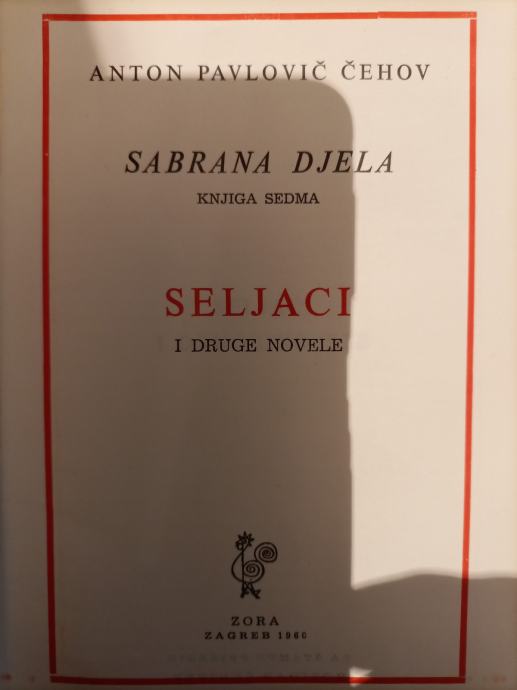 ANTON PAVLOVIČ ČEHOV
SABRANA DJELA
KNJIGA SEDMA
SELJACI
I DRUGE NOVELE
ZORA
ZAGREB 1960